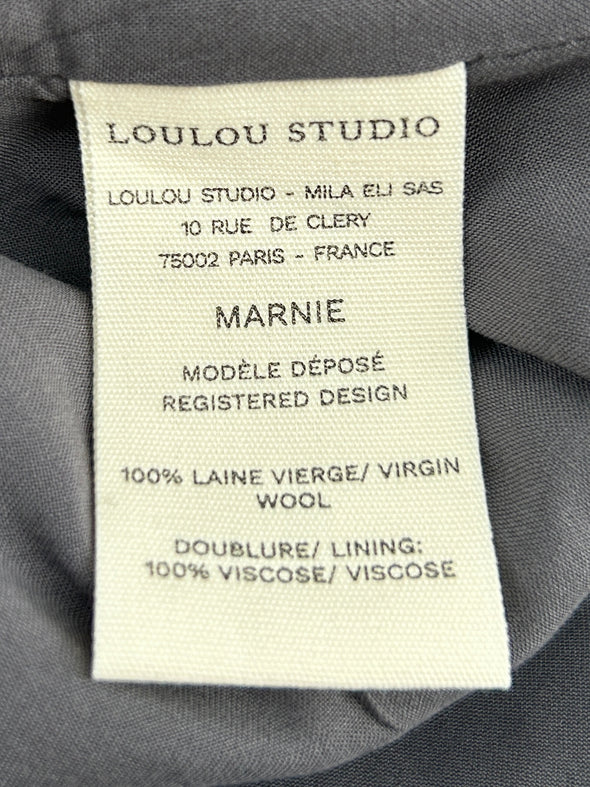 LOULOU STUDIO
LOULOU STUDIO - MILA ELI SAS
10 RUE DE CLERY
75002 PARIS - FRANCE
MARNIE
MODÈLE DÉPOSÉ
REGISTERED DESIGN
100% LAINE VIERGE/ VIRGIN
WOOL
DOUBLURE/ LINING:
100% VISCOSE/ VISCOSE